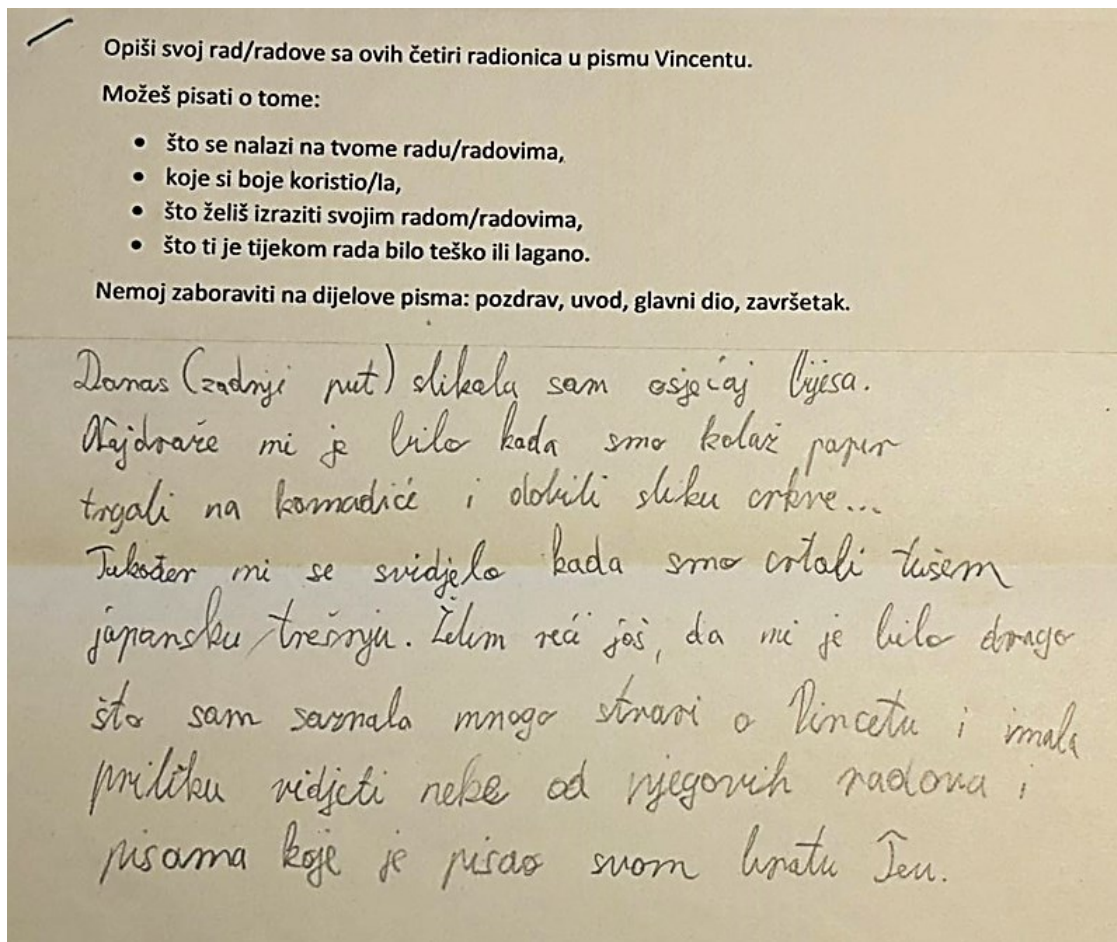 Opiši svoj rad/radove sa ovih četiri radionica u pismu Vincentu.
Možeš pisati o tome:
• što se nalazi na tvome radu/radovima,
• koje si boje koristio/la,
• što želiš izraziti svojim radom/radovima,
• što ti je tijekom rada bilo teško ili lagano.
Nemoj zaboraviti na dijelove pisma: pozdrav, uvod, glavni dio, završetak.
Danas (zadnji put) slikala sam osjećaj bijesa.
Najdraže mi je bilo kada smo kolaž papir
trgali na komadiće i dobili sliku crkve...
Također mi se svidjelo kada smo crtali tušem
japansku trešnju. Želim reći još, da mi je bilo drago
što sam saznala mnogo stvari o Vincetu i imala
priliku vidjeti neke od njegovih radova i
pisama koje je pisao svom bratu Teu.